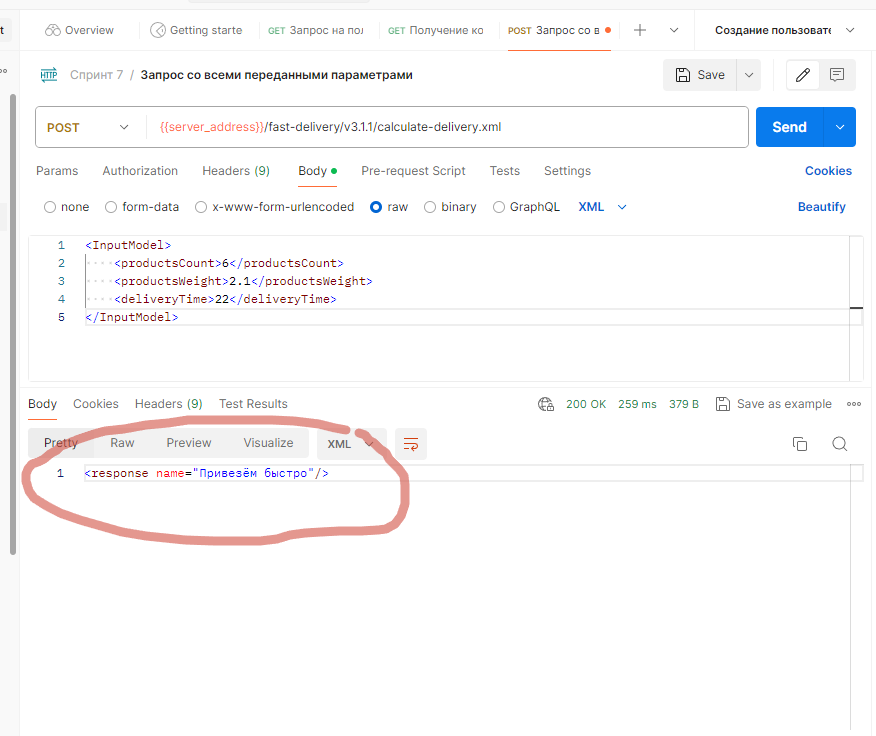 t
Overview
Getting starte
GET Запрос на пол
GET Получение ко
POST Запрос со в
Создание пользовате
HTTP Спринт 7 / Запрос со всеми переданными параметрами
Save
POST
{{server_address}}/fast-delivery/v3.1.1/calculate-delivery.xml
Send
Params Authorization Headers (9) Body Pre-request Script Tests Settings Cookies
none form-data x-www-form-urlencoded raw binary GraphQL XML Beautify
1 <InputModel>
2 <productsCount>6</productsCount>
3 <productsWeight>2.1</productsWeight>
4 <deliveryTime>22</deliveryTime>
5 </InputModel>
Body Cookies Headers (9) Test Results 200 OK 259 ms 379 B Save as example
Pretty Raw Preview Visualize XML
1 <response name="Привезём быстро"/>